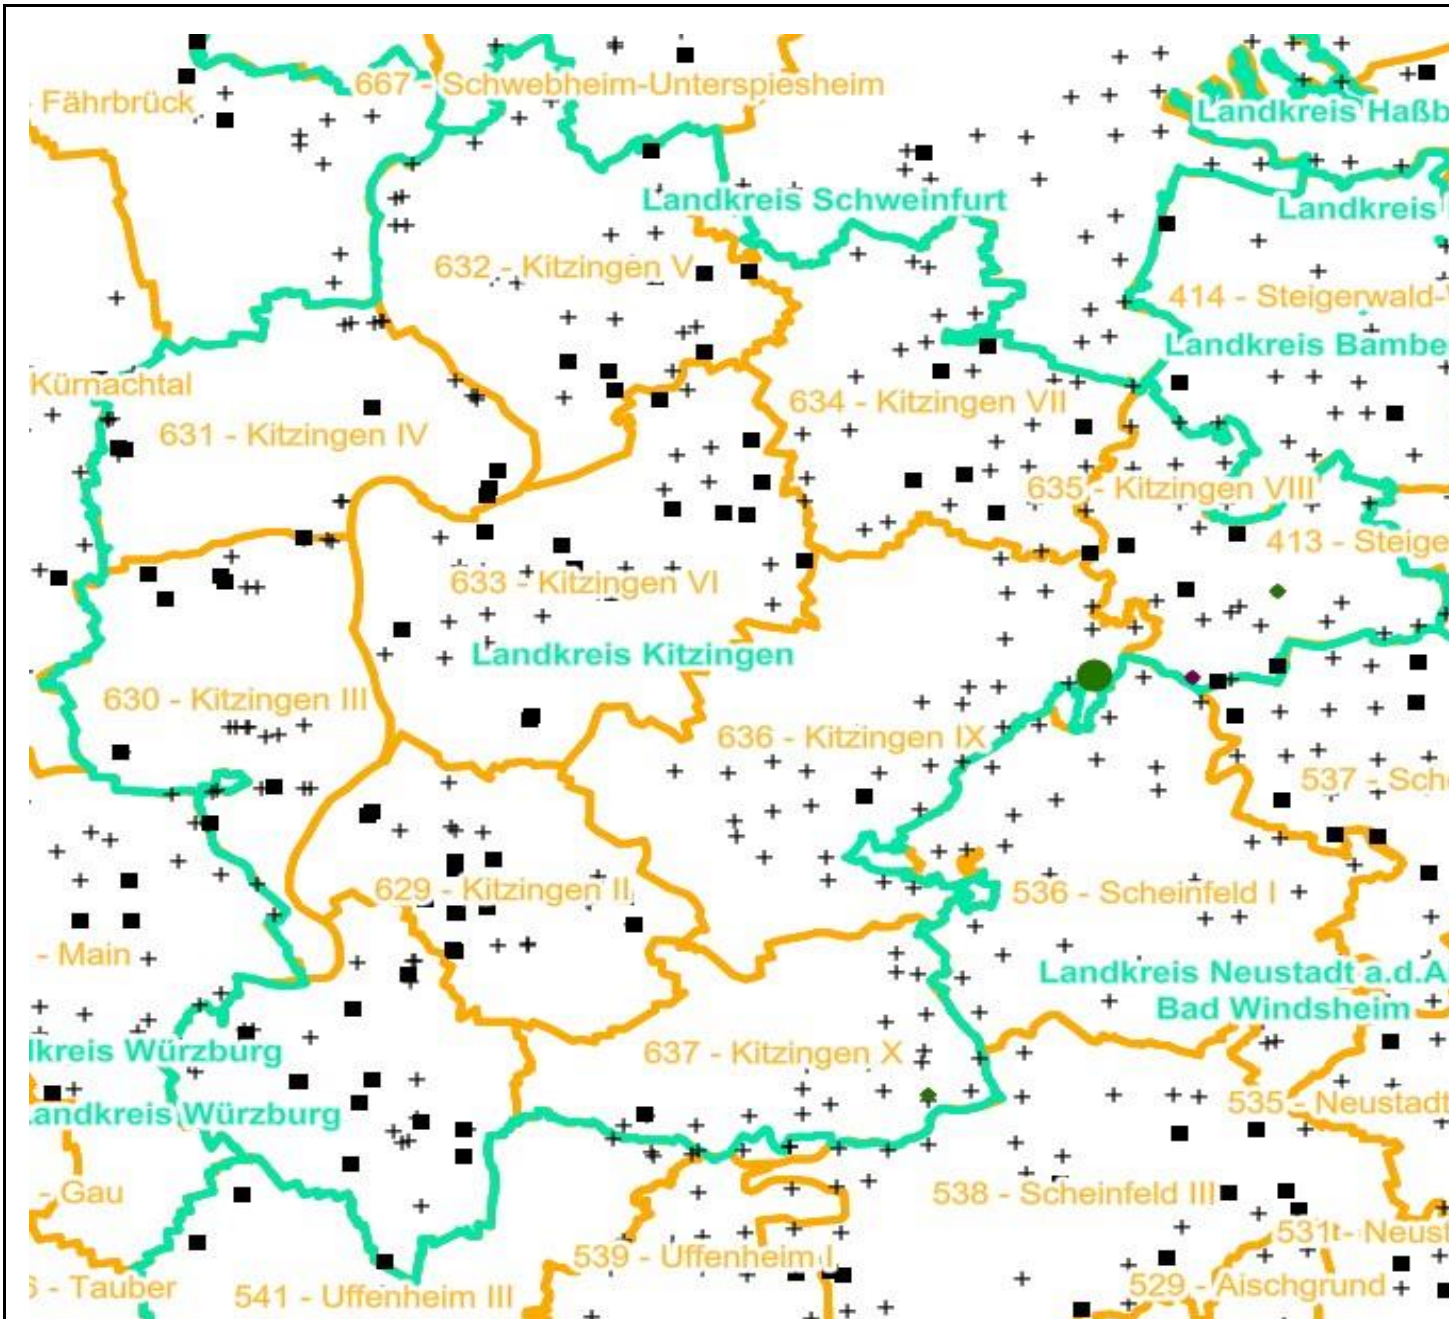 667 - Schwebheim-Unterspiesheim
Fährbrück
Landkreis Haßb
Landkreis Schweinfurt
Landkreis
632 - Kitzingen V
414 - Steigerwald-
Landkreis Bambe
Kürnachtal
634 - Kitzingen VII
631 - Kitzingen IV
635 - Kitzingen VIII
413 - Steige
633 - Kitzingen VI
Landkreis Kitzingen
630 - Kitzingen III
636 - Kitzingen IX
537 - Sch
629 - Kitzingen II
536 - Scheinfeld I
- Main
Landkreis Neustadt a.d.A
Bad Windsheim
lkreis Würzburg
637 - Kitzingen X
535 - Neustadt
andkreis Würzburg
- Gau
538 - Scheinfeld III
531 - Neust
539 - Uffenheim I
- Tauber
541 - Uffenheim III
529 - Aischgrund